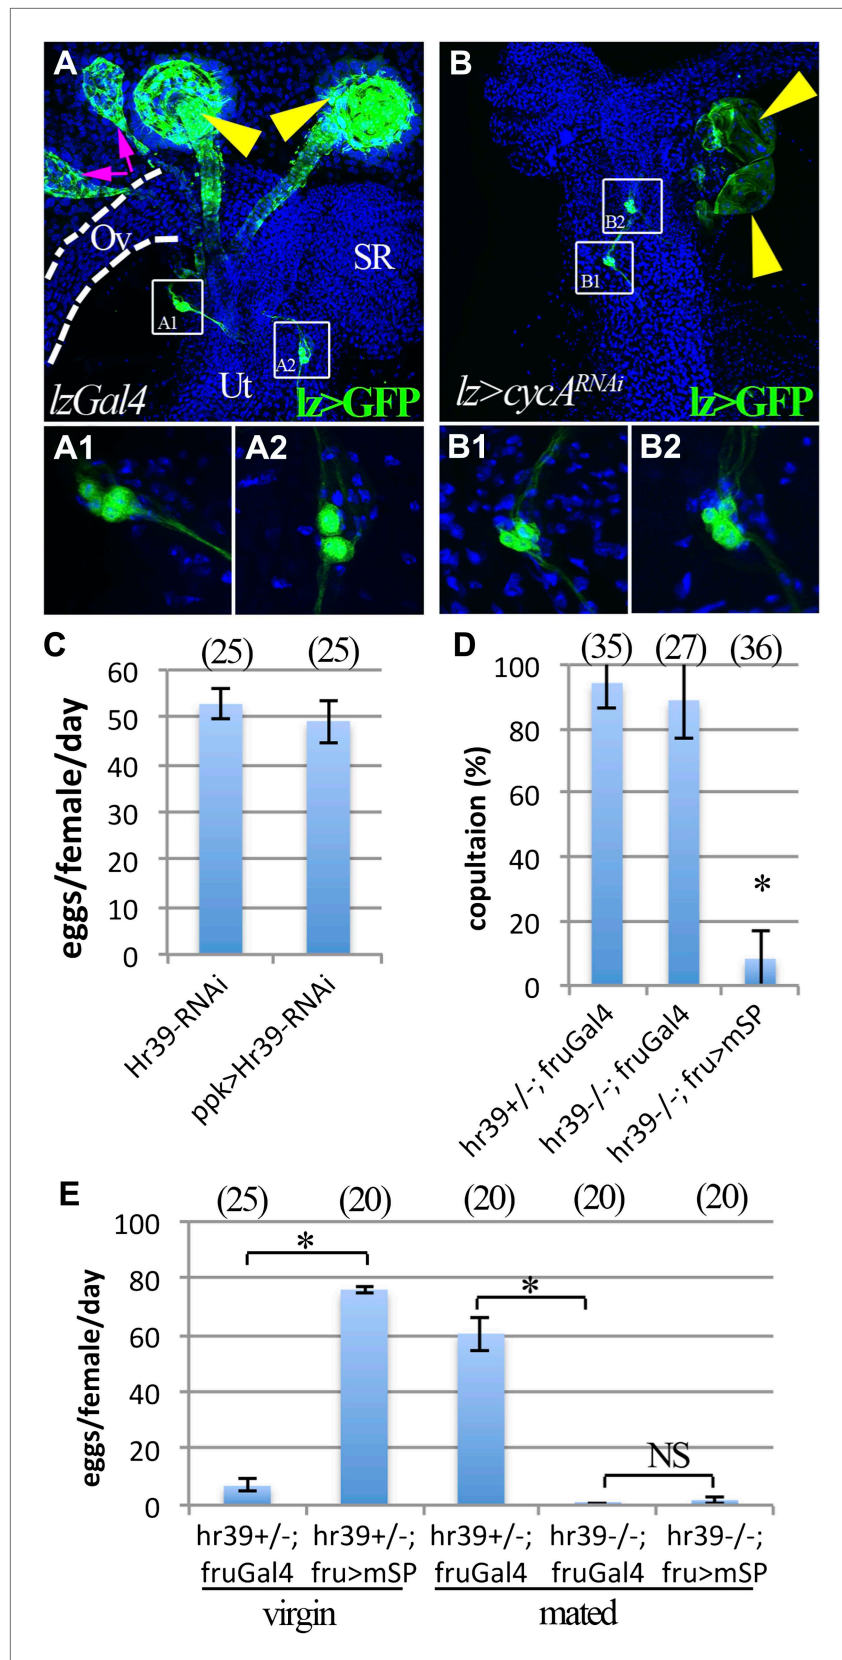 A
B
Ov
SR
B2
B1
A1
A2
Ut
lzGal4
lz>GFP
lz>cycA^RNAi
lz>GFP
A1
A2
B1
B2
C
(25)
(25)
60
50
40
30
20
10
0
eggs/female/day
Hr39-RNAi
ppk>Hr39-RNAi
D
(35)
(27)
(36)
100
80
60
40
20
0
copultaion (%)
*
hr39+/-; fruGal4
hr39-/-; fruGal4
hr39-/-; fru>mSP
E
(25)
(20)
(20)
(20)
(20)
100
80
60
40
20
0
eggs/female/day
*
*
NS
hr39+/-;
fruGal4
hr39+/-;
fru>mSP
hr39+/-;
fruGal4
hr39-/-;
fruGal4
hr39-/-;
fru>mSP
virgin
mated